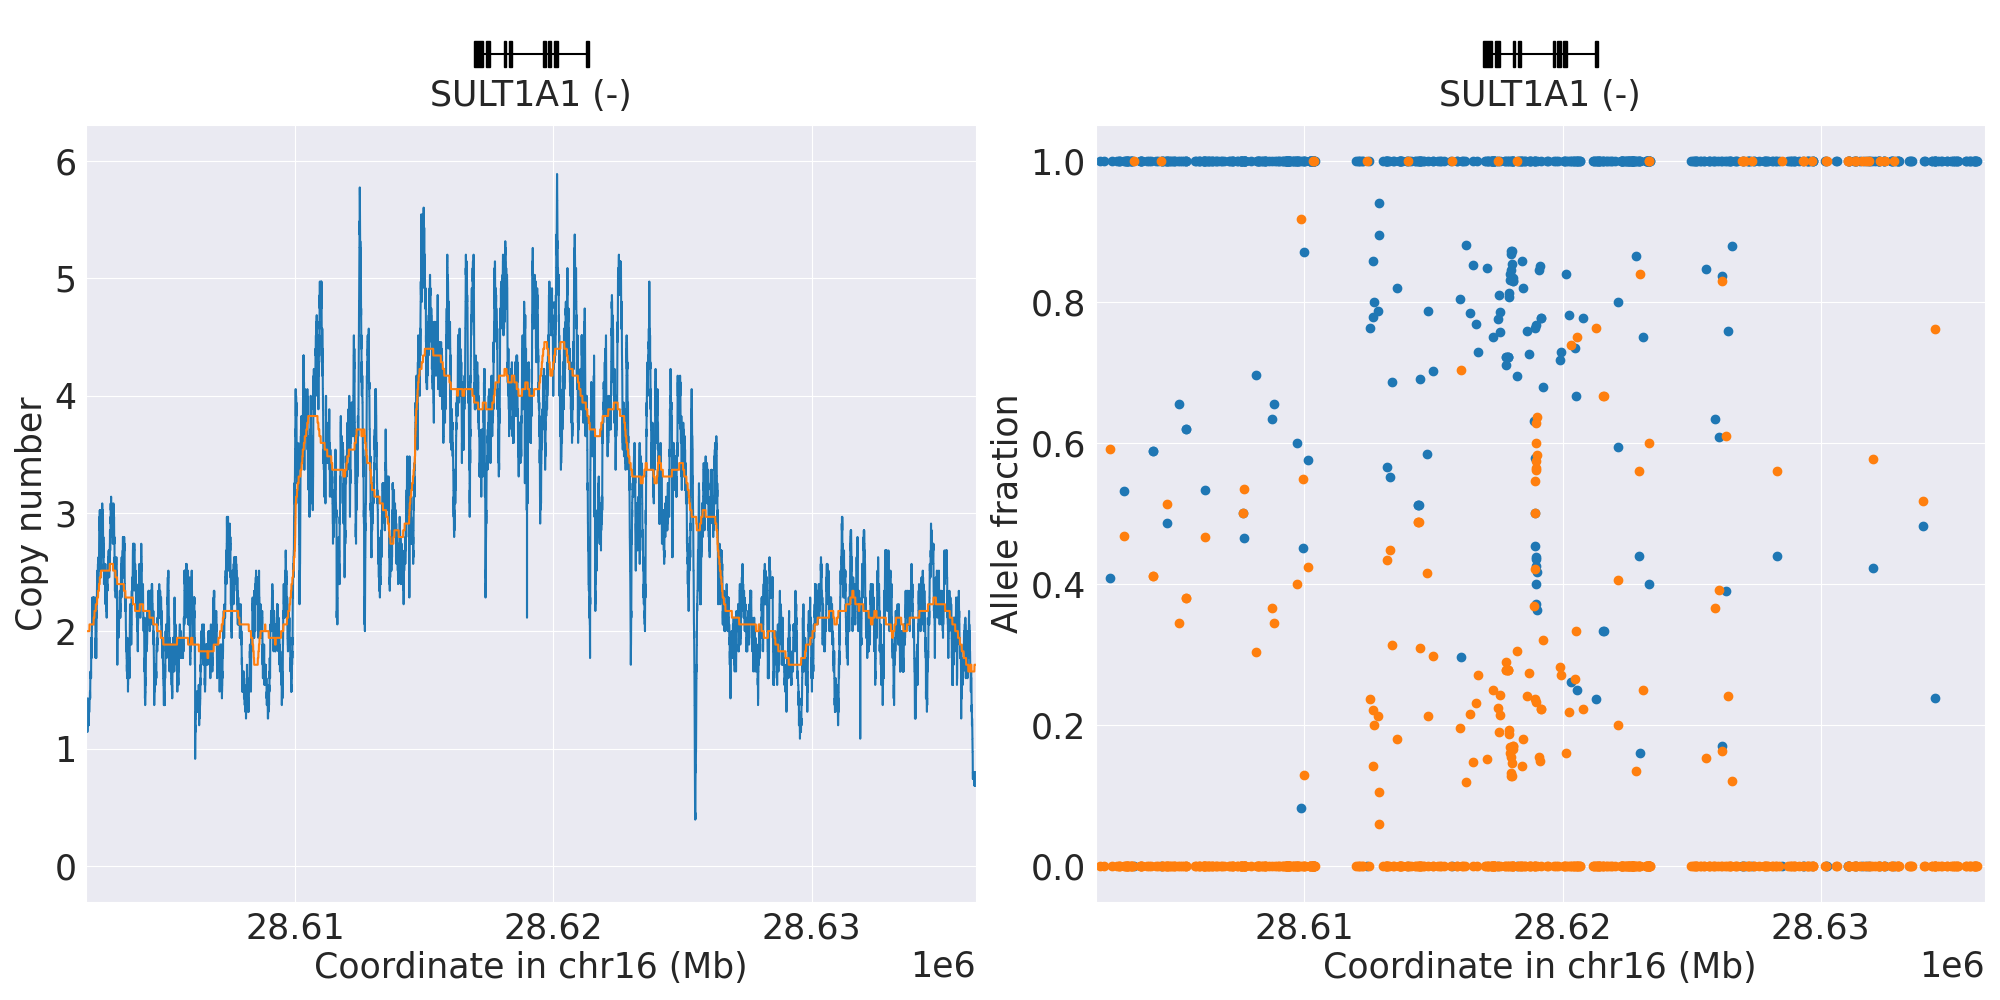 SULT1A1 (-)
Copy number
6
5
4
3
2
1
0
28.61
28.62
28.63
Coordinate in chr16 (Mb)
1e6
SULT1A1 (-)
Allele fraction
1.0
0.8
0.6
0.4
0.2
0.0
28.61
28.62
28.63
Coordinate in chr16 (Mb)
1e6